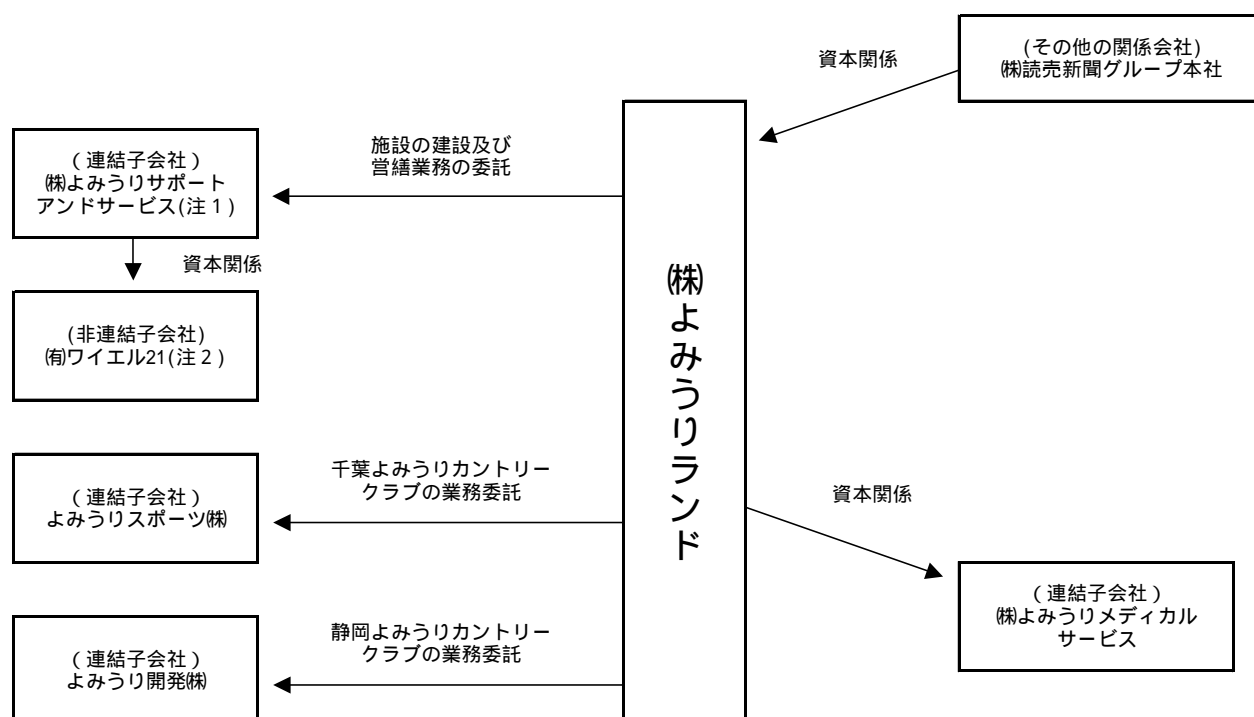 (その他の関係会社)
㈱読売新聞グループ本社
資本関係
施設の建設及び
営繕業務の委託
（連結子会社）
㈱よみうりサポート
アンドサービス(注１)
資本関係
(非連結子会社)
㈲ワイエル21(注２)
㈱よみうりランド
千葉よみうりカントリー
クラブの業務委託
（連結子会社）
よみうりスポーツ㈱
資本関係
（連結子会社）
㈱よみうりメディカル
サービス
静岡よみうりカントリー
クラブの業務委託
（連結子会社）
よみうり開発㈱